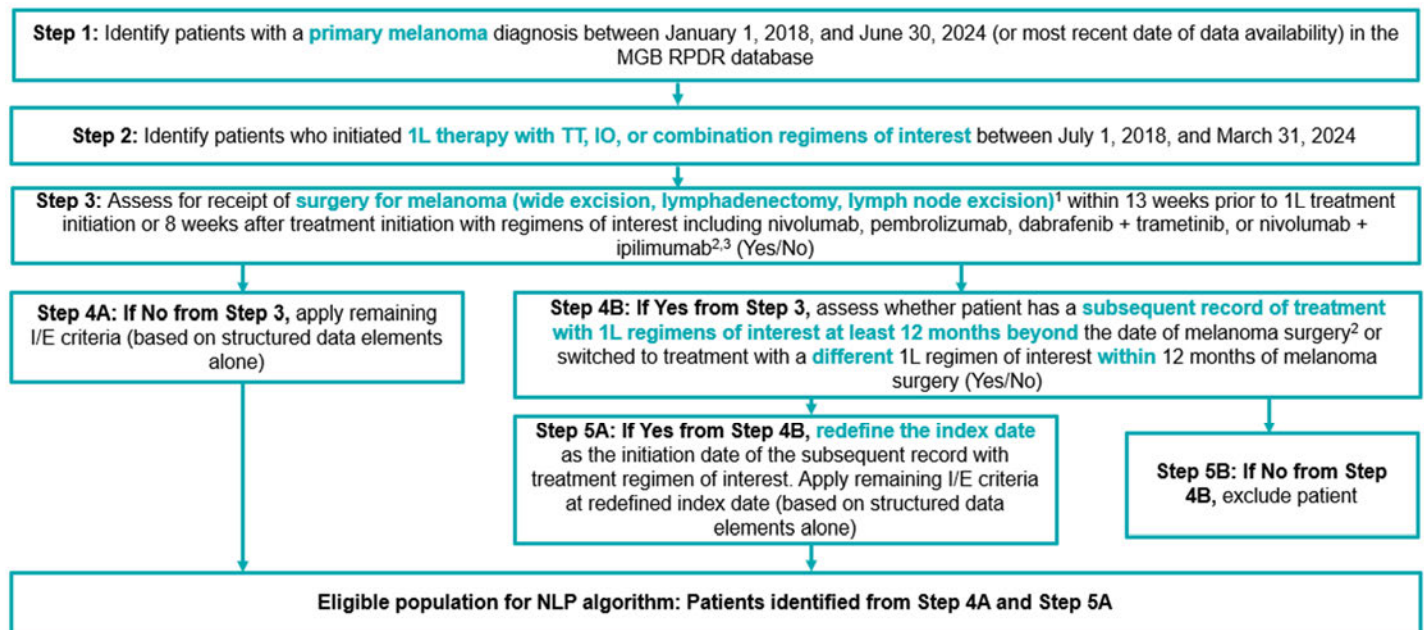 Step 1: Identify patients with a primary melanoma diagnosis between January 1, 2018, and June 30, 2024 (or most recent date of data availability) in the
MGB RPDR database
Step 2: Identify patients who initiated 1L therapy with TT, IO, or combination regimens of interest between July 1, 2018, and March 31, 2024
Step 3: Assess for receipt of surgery for melanoma (wide excision, lymphadenectomy, lymph node excision)¹ within 13 weeks prior to 1L treatment
initiation or 8 weeks after treatment initiation with regimens of interest including nivolumab, pembrolizumab, dabrafenib + trametinib, or nivolumab +
ipilimumab²,³ (Yes/No)
Step 4A: If No from Step 3, apply remaining
I/E criteria (based on structured data elements
alone)
Step 4B: If Yes from Step 3, assess whether patient has a subsequent record of treatment
with 1L regimens of interest at least 12 months beyond the date of melanoma surgery² or
switched to treatment with a different 1L regimen of interest within 12 months of melanoma
surgery (Yes/No)
Step 5A: If Yes from Step 4B, redefine the index date
as the initiation date of the subsequent record with
treatment regimen of interest. Apply remaining I/E criteria
at redefined index date (based on structured data
elements alone)
Step 5B: If No from Step
4B, exclude patient
Eligible population for NLP algorithm: Patients identified from Step 4A and Step 5A